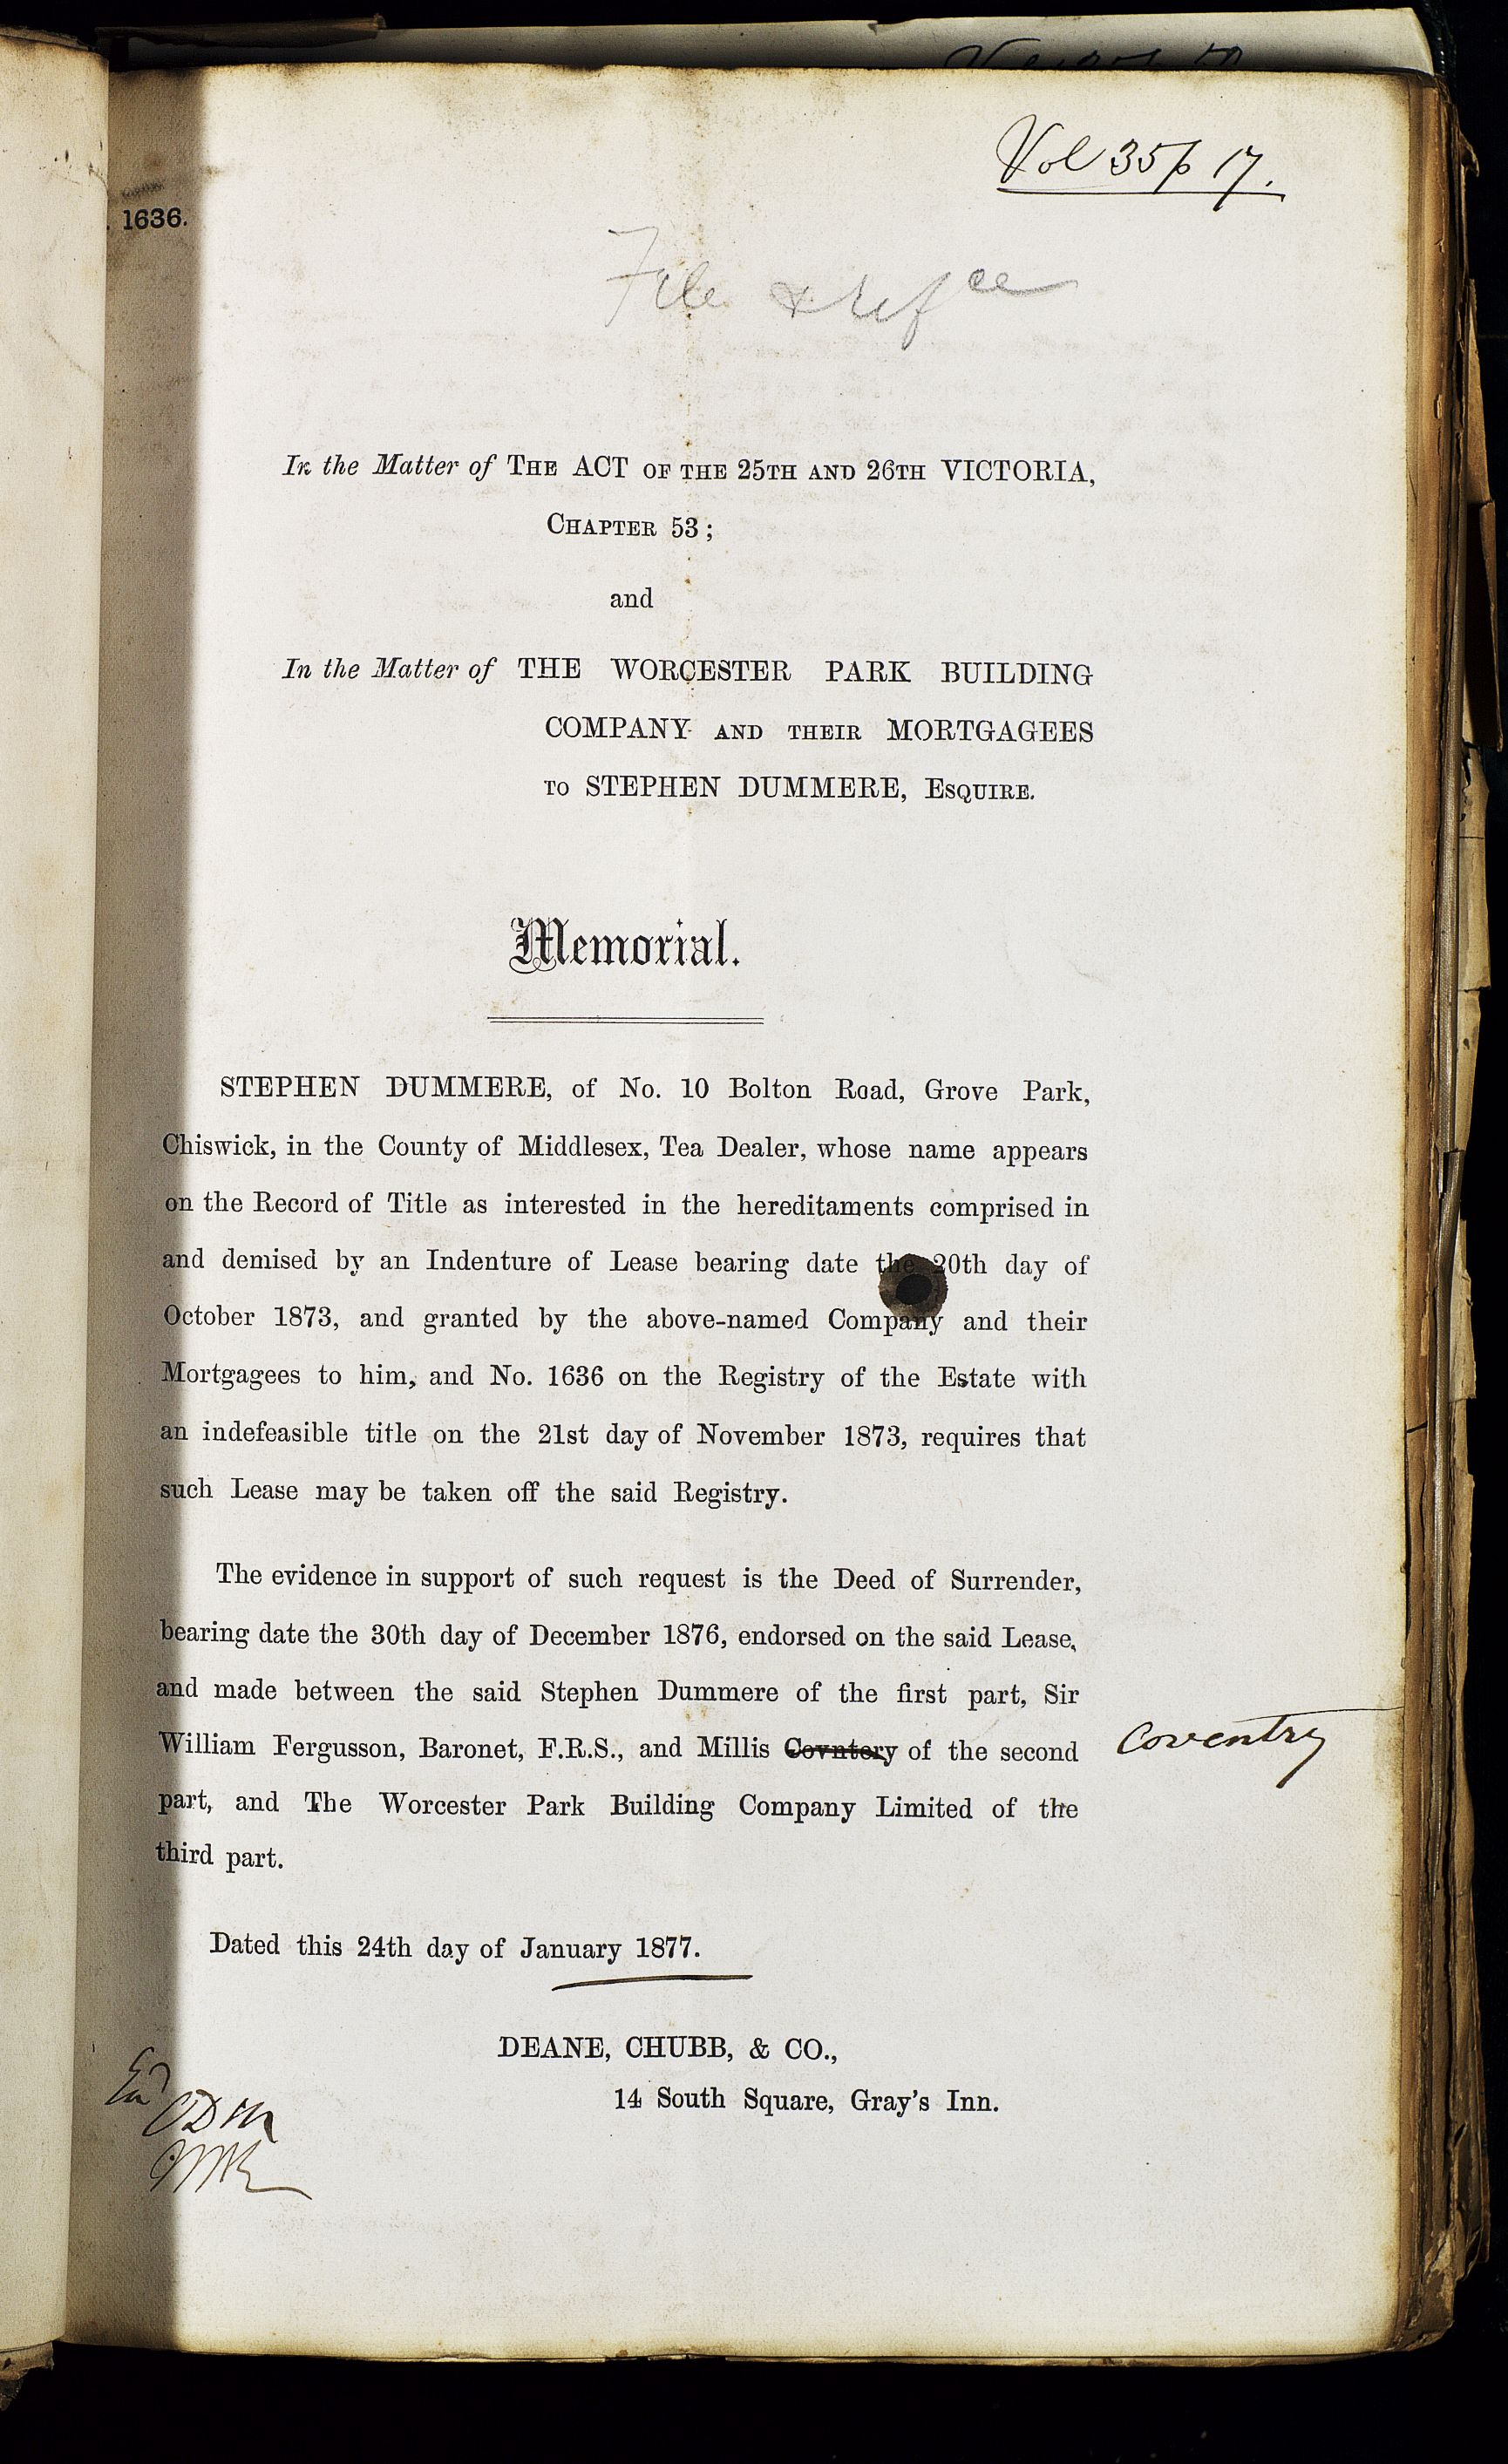 Vol 35 p 17.
1636.
File &
In the Matter of THE ACT OF THE 25TH AND 26TH VICTORIA,
CHAPTER 53;
and
In the Matter of THE WORCESTER PARK BUILDING
COMPANY AND THEIR MORTGAGEES
TO STEPHEN DUMMERE, ESQUIRE.
Memorial.
STEPHEN DUMMERE, of No. 10 Bolton Road, Grove Park,
Chiswick, in the County of Middlesex, Tea Dealer, whose name appears
on the Record of Title as interested in the hereditaments comprised in
and demised by an Indenture of Lease bearing date the 20th day of
October 1873, and granted by the above-named Company and their
Mortgagees to him, and No. 1636 on the Registry of the Estate with
an indefeasible title on the 21st day of November 1873, requires that
such Lease may be taken off the said Registry.
The evidence in support of such request is the Deed of Surrender,
bearing date the 30th day of December 1876, endorsed on the said Lease,
and made between the said Stephen Dummere of the first part, Sir
William Fergusson, Baronet, F.R.S., and Millis Covntery of the second
Coventry
part, and The Worcester Park Building Company Limited of the
third part.
Dated this 24th day of January 1877.
DEANE, CHUBB, & CO.,
14 South Square, Gray's Inn.